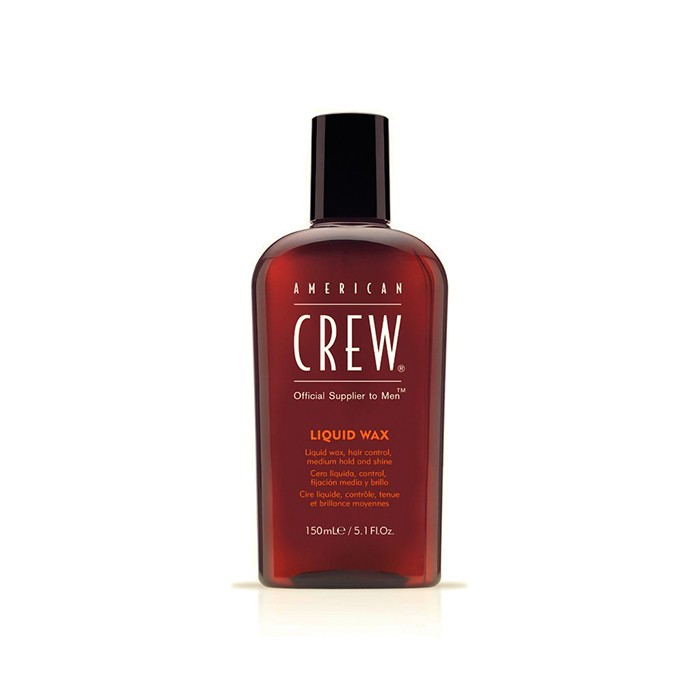 AMERICAN
CREW®
Official Supplier to Men™
LIQUID WAX
Liquid wax, hair control,
medium hold and shine
Cera líquida, control,
fijación media y brillo
Cire liquide, contrôle, tenue
et brillance moyennes
150mL℮ / 5.1 Fl.Oz.